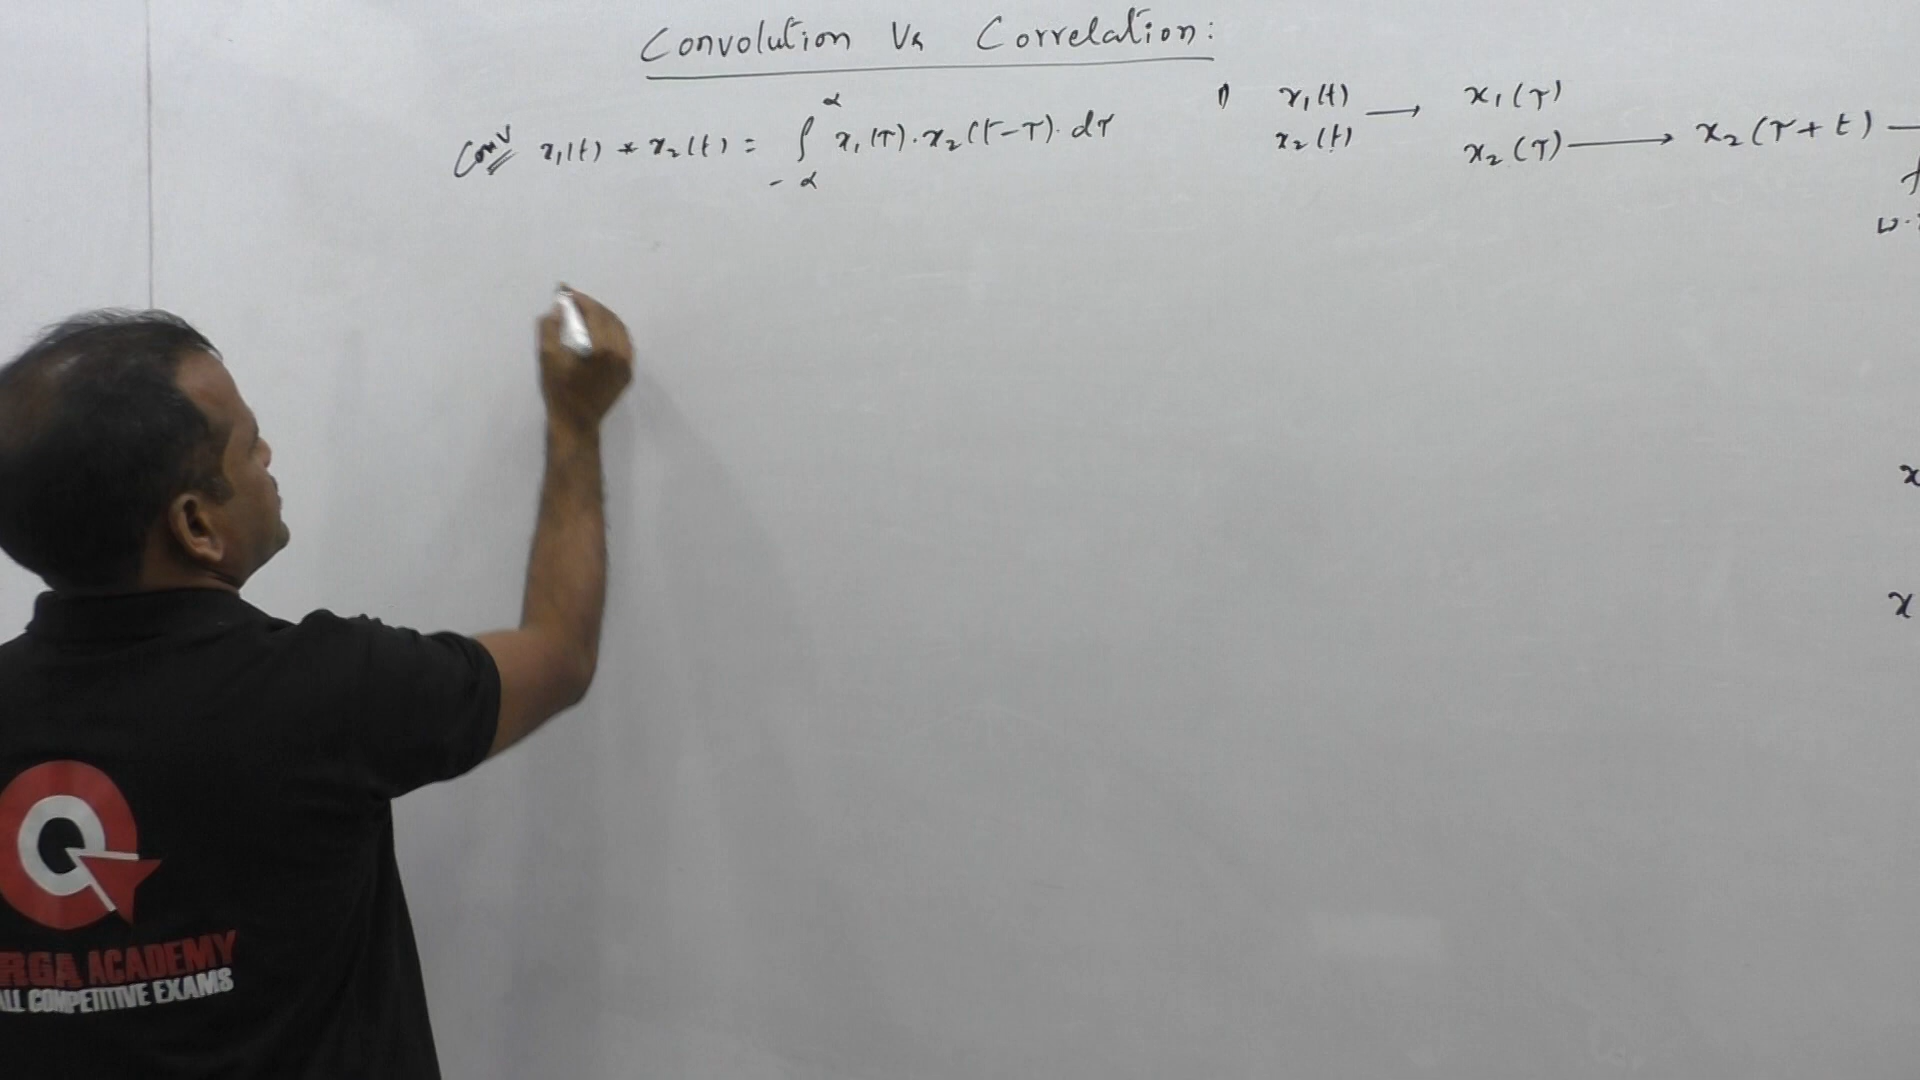 Convolution Vs Correlation:
Conv x₁(t) * x₂(t) = ∫_{-α}^{α} x₁(τ). x₂(t-τ). dτ
1) x₁(t) → x₁(τ)
x₂(t) x₂(τ) → x₂(τ+t) —
x
x
RGA ACADEMY
ALL COMPETITIVE EXAMS